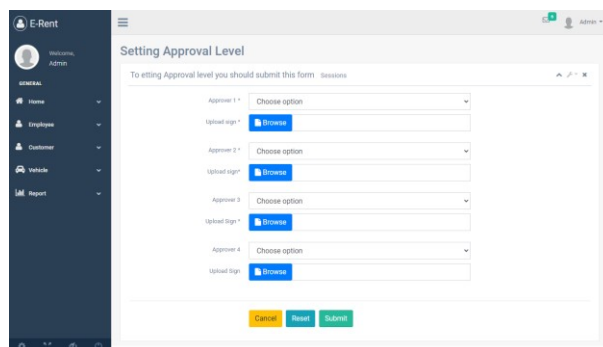 E-Rent
Admin
Welcome,
Admin
GENERAL
Home
Employee
Customer
Vehicle
Report
Setting Approval Level
To etting Approval level you should submit this form Sessions
Approver 1 * Choose option
Upload sign * Browse
Approver 2 * Choose option
Upload sign* Browse
Approver 3 Choose option
Upload Sign * Browse
Approver 4 Choose option
Upload Sign Browse
Cancel Reset Submit